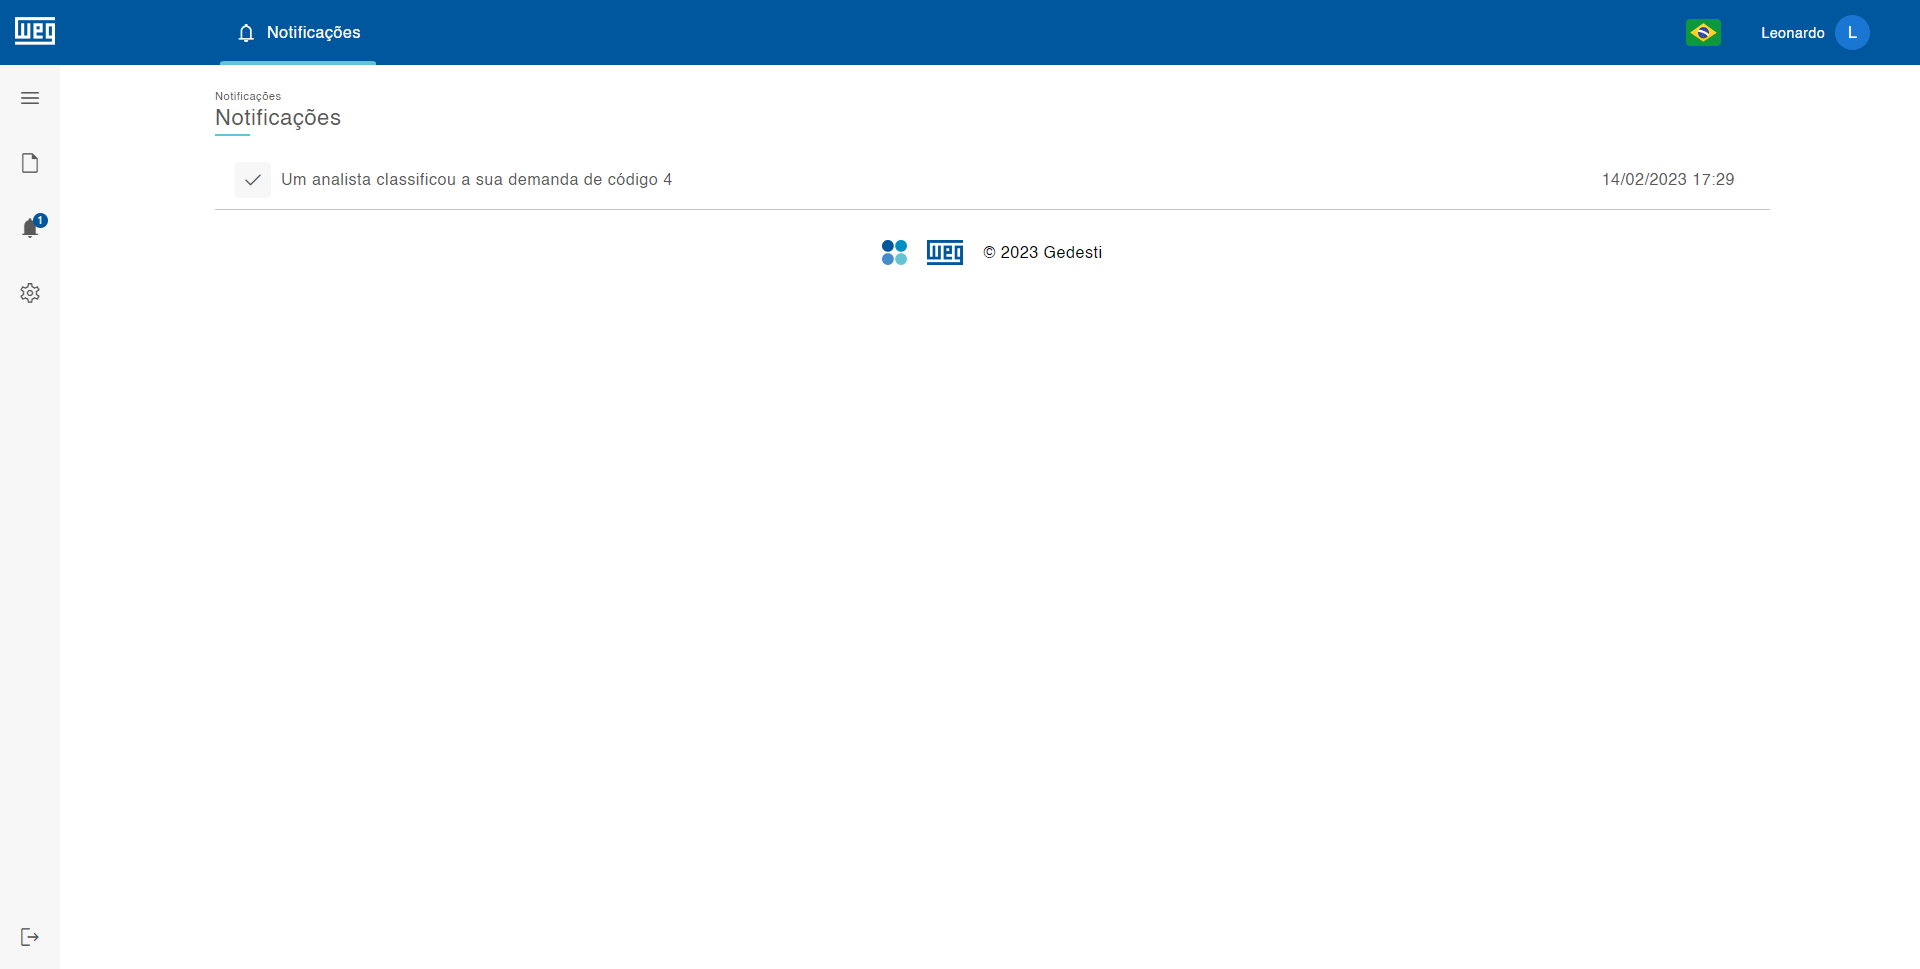 weg
Notificações
Leonardo
L
Notificações
Notificações
Um analista classificou a sua demanda de código 4
14/02/2023 17:29
1
weg
© 2023 Gedesti